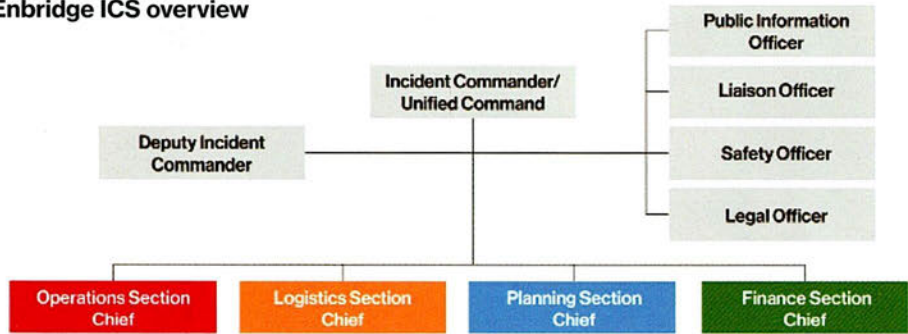 Enbridge ICS overview
Public Information
Officer
Incident Commander/
Unified Command
Liaison Officer
Deputy Incident
Commander
Safety Officer
Legal Officer
Operations Section
Chief
Logistics Section
Chief
Planning Section
Chief
Finance Section
Chief